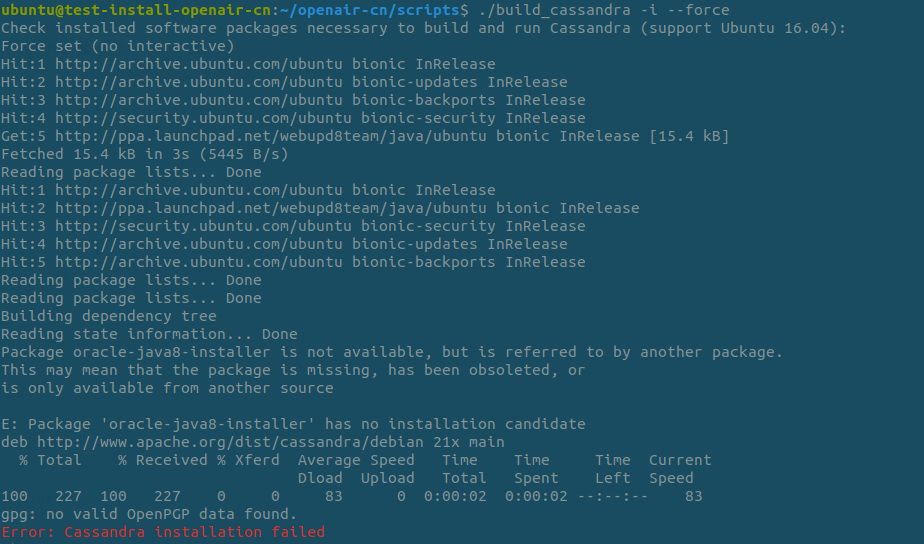 ubuntu@test-install-openair-cn:~/openair-cn/scripts$ ./build_cassandra -i --force
Check installed software packages necessary to build and run Cassandra (support Ubuntu 16.04):
Force set (no interactive)
Hit:1 http://archive.ubuntu.com/ubuntu bionic InRelease
Hit:2 http://archive.ubuntu.com/ubuntu bionic-updates InRelease
Hit:3 http://archive.ubuntu.com/ubuntu bionic-backports InRelease
Hit:4 http://security.ubuntu.com/ubuntu bionic-security InRelease
Get:5 http://ppa.launchpad.net/webupd8team/java/ubuntu bionic InRelease [15.4 kB]
Fetched 15.4 kB in 3s (5445 B/s)
Reading package lists... Done
Hit:1 http://archive.ubuntu.com/ubuntu bionic InRelease
Hit:2 http://ppa.launchpad.net/webupd8team/java/ubuntu bionic InRelease
Hit:3 http://security.ubuntu.com/ubuntu bionic-security InRelease
Hit:4 http://archive.ubuntu.com/ubuntu bionic-updates InRelease
Hit:5 http://archive.ubuntu.com/ubuntu bionic-backports InRelease
Reading package lists... Done
Reading package lists... Done
Building dependency tree
Reading state information... Done
Package oracle-java8-installer is not available, but is referred to by another package.
This may mean that the package is missing, has been obsoleted, or
is only available from another source

E: Package 'oracle-java8-installer' has no installation candidate
deb http://www.apache.org/dist/cassandra/debian 21x main
  % Total    % Received % Xferd  Average Speed   Time    Time     Time  Current
                                 Dload  Upload   Total   Spent    Left  Speed
100   227  100   227    0     0     83      0  0:00:02  0:00:02 --:--:--    83
gpg: no valid OpenPGP data found.
Error: Cassandra installation failed